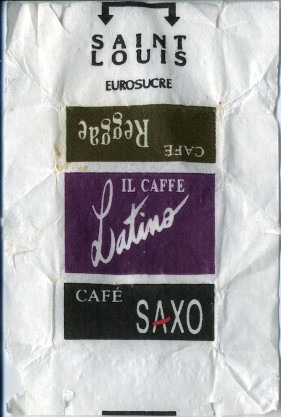 SAINT
LOUIS
EUROSUCRE
CAFE
Reggae
IL CAFFE
Latino
CAFÉ
SAXO